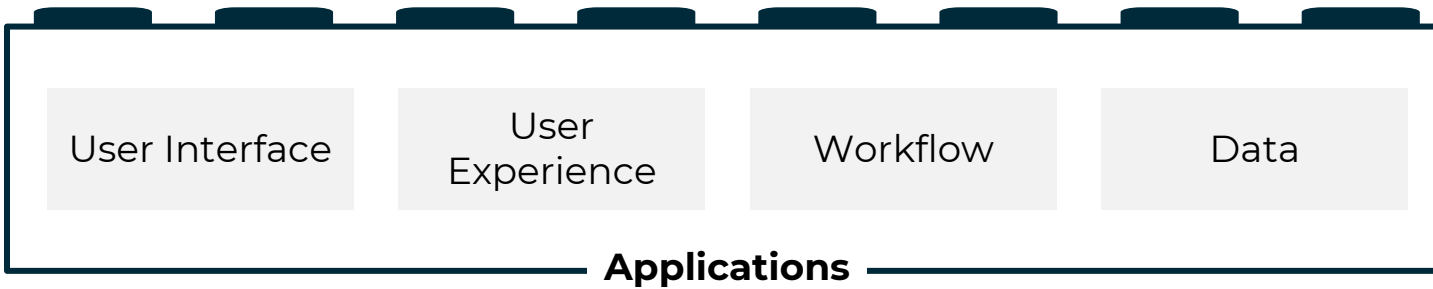 User Interface
User
Experience
Workflow
Data
Applications